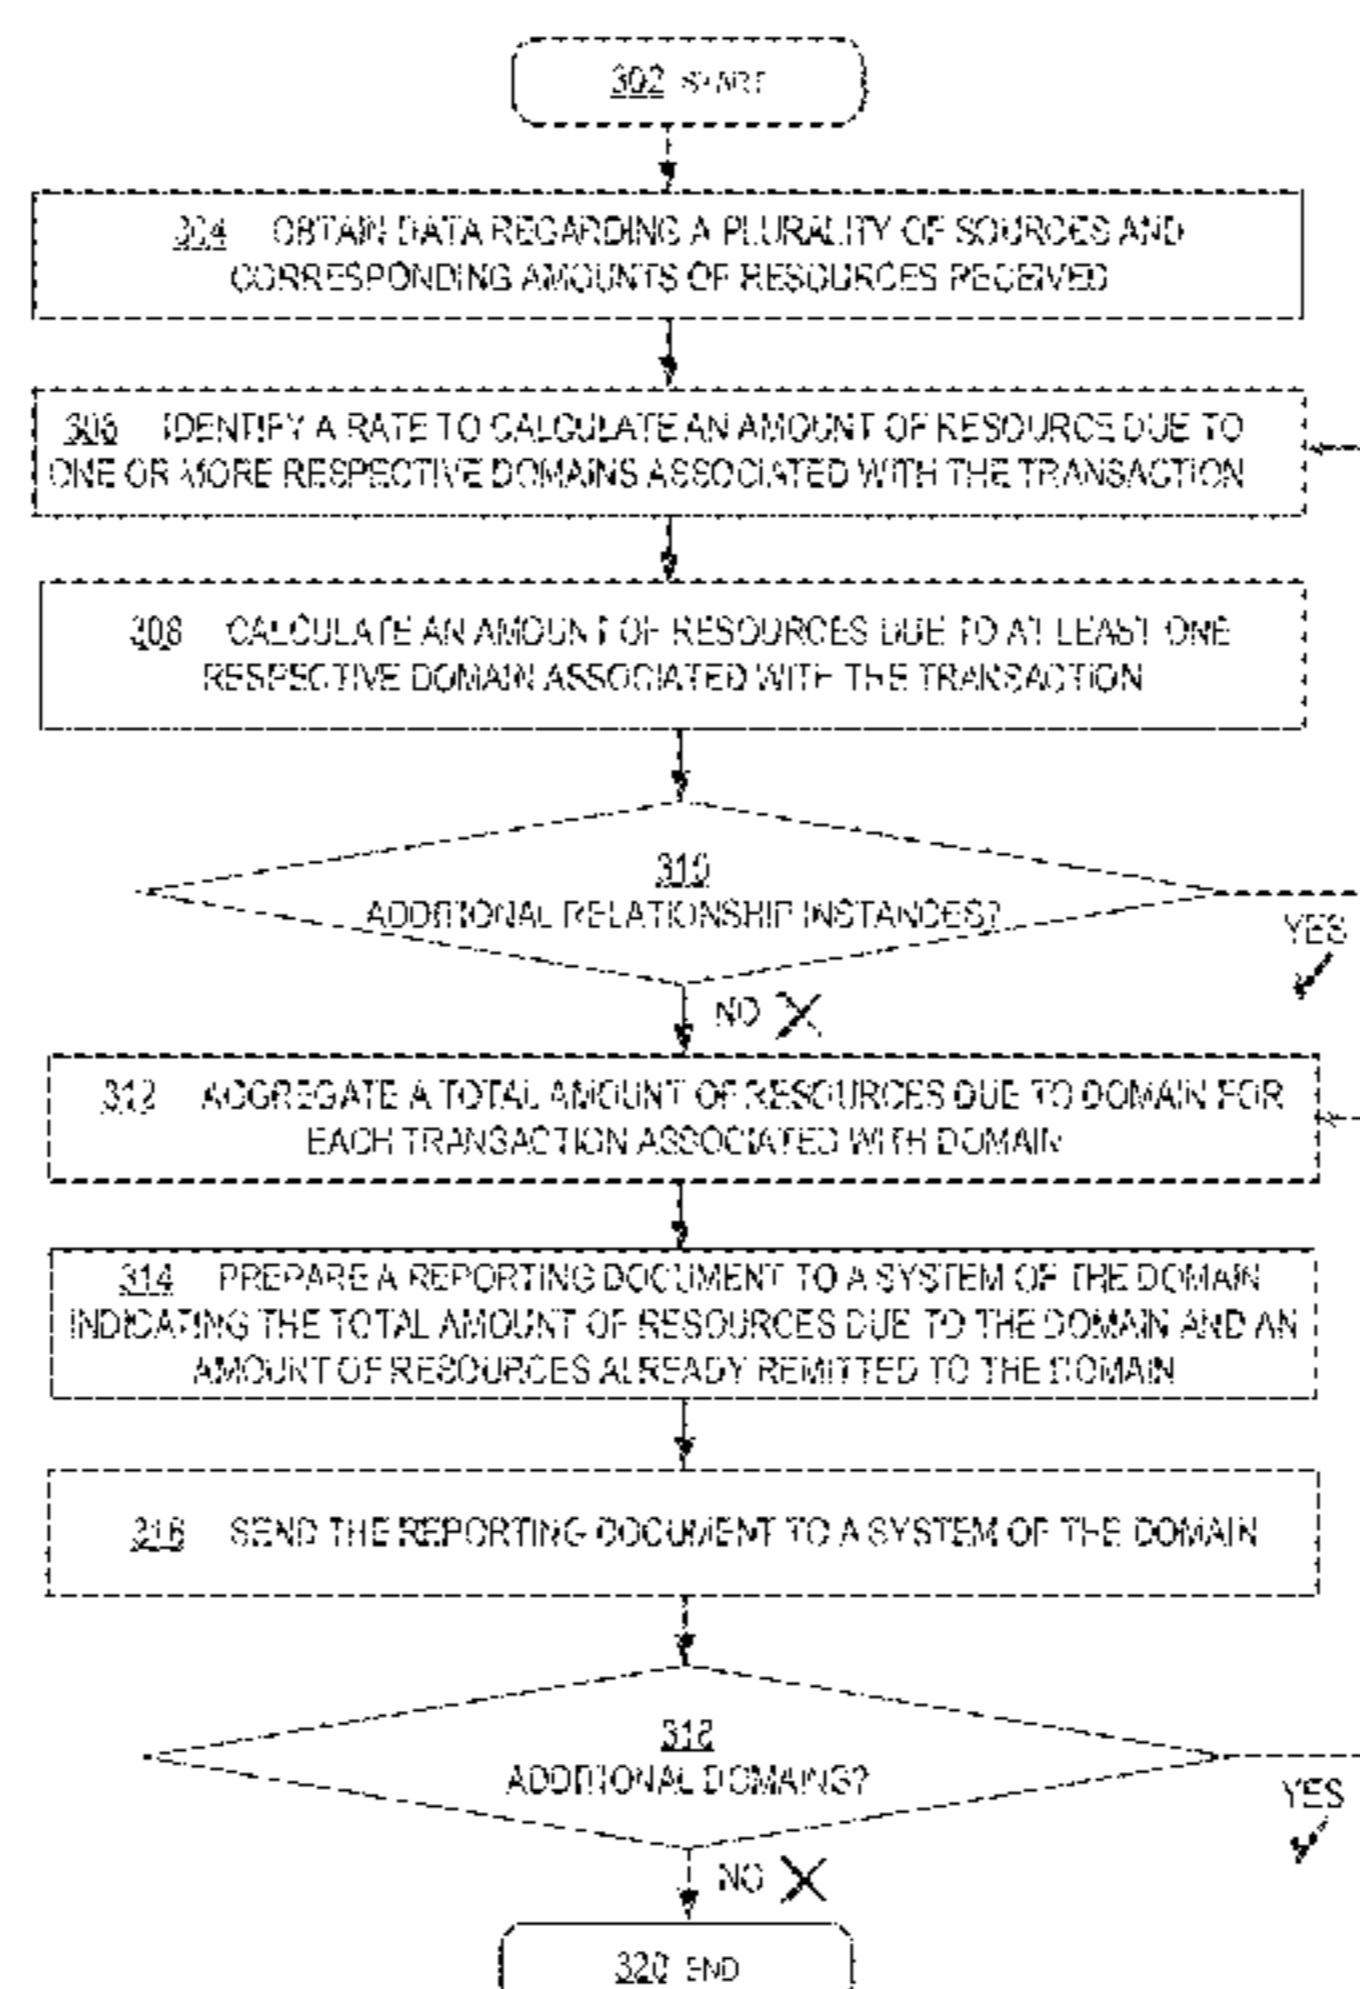 302 START
304 OBTAIN DATA REGARDING A PLURALITY OF SOURCES AND
CORRESPONDING AMOUNTS OF RESOURCES RECEIVED
306 IDENTIFY A RATE TO CALCULATE AN AMOUNT OF RESOURCE DUE TO
ONE OR MORE RESPECTIVE DOMAINS ASSOCIATED WITH THE TRANSACTION
308 CALCULATE AN AMOUNT OF RESOURCES DUE TO AT LEAST ONE
RESPECTIVE DOMAIN ASSOCIATED WITH THE TRANSACTION
310
ADDITIONAL RELATIONSHIP INSTANCES?
YES
NO
312 AGGREGATE A TOTAL AMOUNT OF RESOURCES DUE TO DOMAIN FOR
EACH TRANSACTION ASSOCIATED WITH DOMAIN
314 PREPARE A REPORTING DOCUMENT TO A SYSTEM OF THE DOMAIN
INDICATING THE TOTAL AMOUNT OF RESOURCES DUE TO THE DOMAIN AND AN
AMOUNT OF RESOURCES ALREADY REMITTED TO THE DOMAIN
316 SEND THE REPORTING DOCUMENT TO A SYSTEM OF THE DOMAIN
318
ADDITIONAL DOMAINS?
YES
NO
320 END